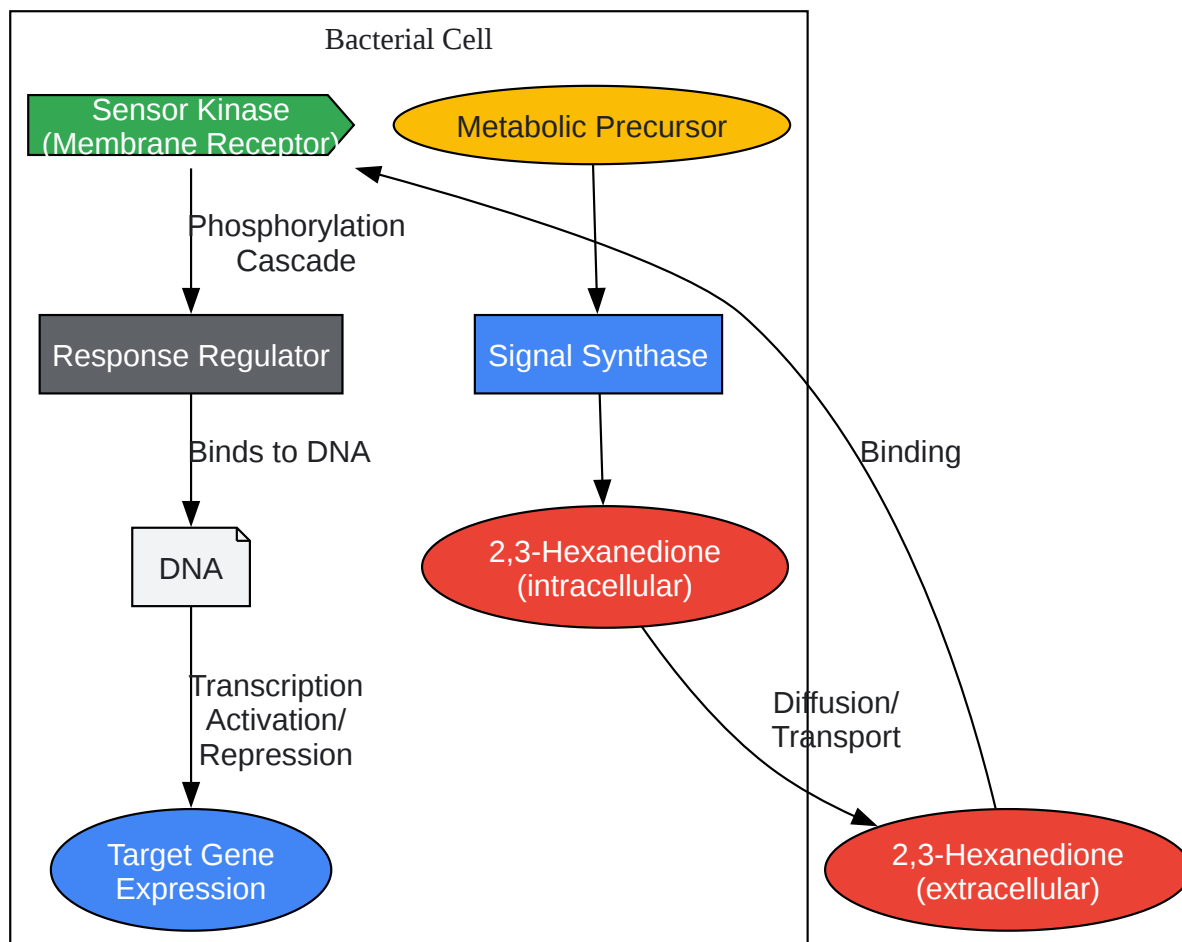 Bacterial Cell
Sensor Kinase
(Membrane Receptor)
Metabolic Precursor
Phosphorylation
Cascade
Response Regulator
Signal Synthase
Binds to DNA
Binding
DNA
2,3-Hexanedione
(intracellular)
Transcription
Activation/
Repression
Diffusion/
Transport
Target Gene
Expression
2,3-Hexanedione
(extracellular)